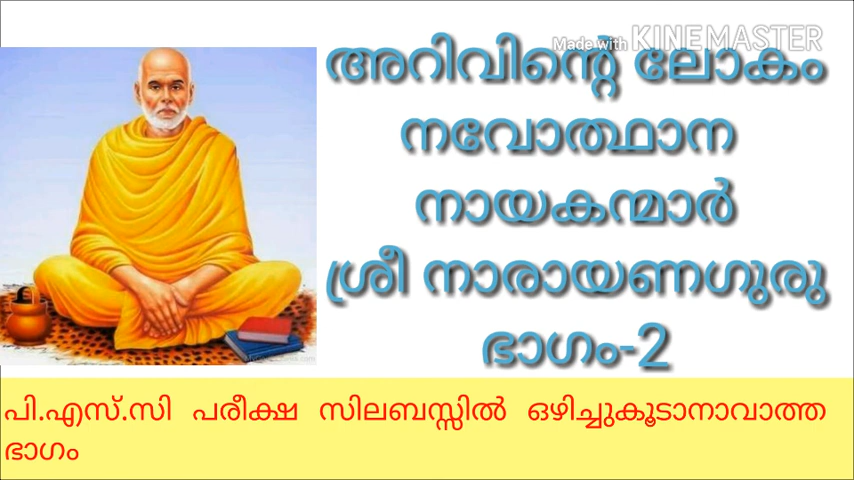 Made with KINEMASTER
അറിവിന്റെ ലോകം
നവോത്ഥാന
നായകന്മാർ
ശ്രീ നാരായണഗുരു
ഭാഗം-2
പി.എസ്.സി പരീക്ഷ സിലബസ്സിൽ ഒഴിച്ചുകൂടാനാവാത്ത
ഭാഗം